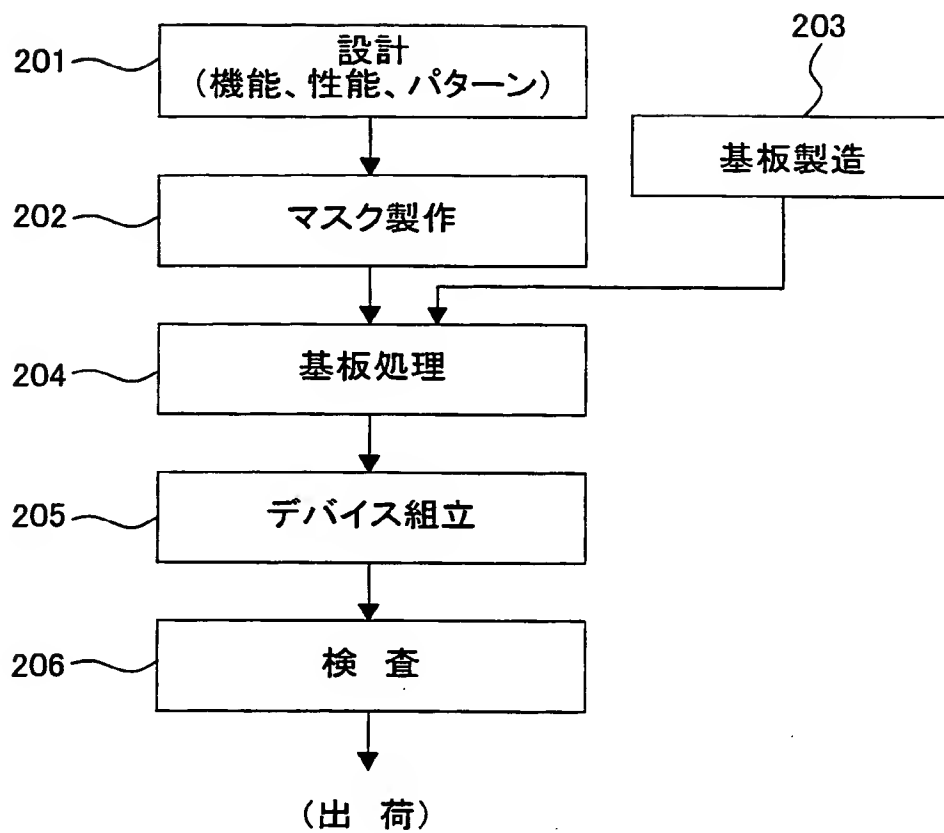 201
設計
(機能、性能、パターン)
203
基板製造
202
マスク製作
204
基板処理
205
デバイス組立
206
検 査
(出 荷)